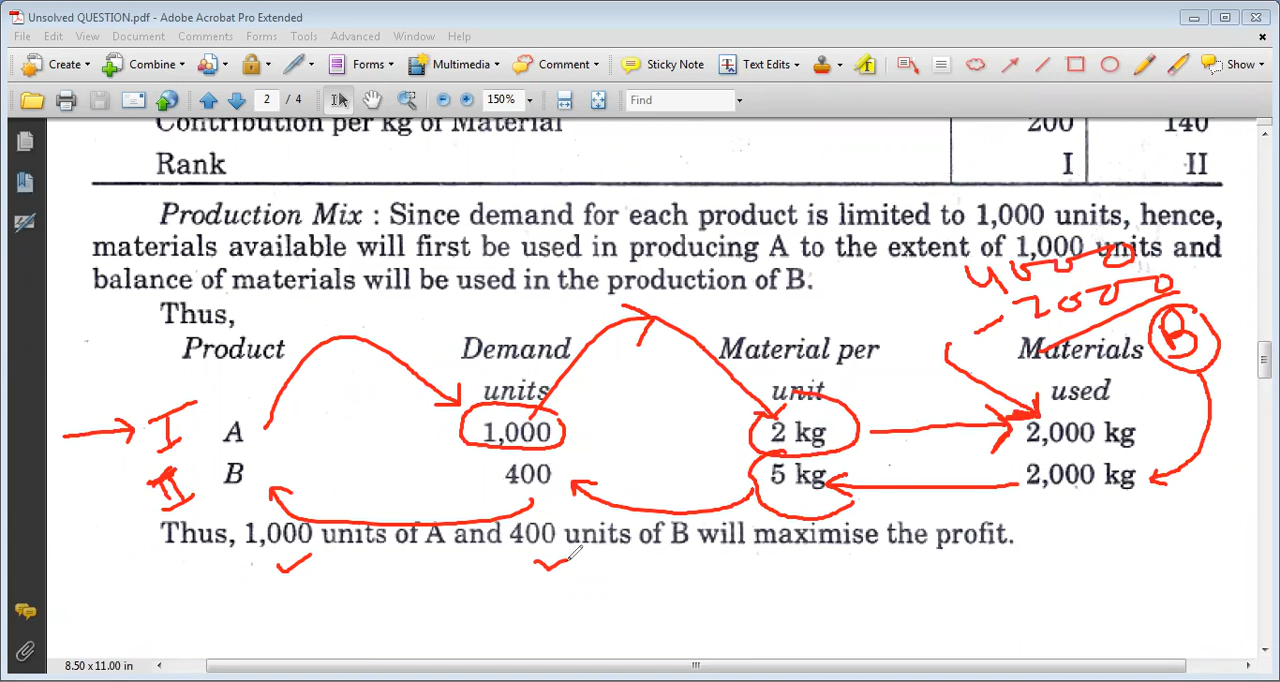 Unsolved QUESTION.pdf - Adobe Acrobat Pro Extended
File Edit View Document Comments Forms Tools Advanced Window Help
Create Combine Forms Multimedia Comment Sticky Note Text Edits Show
2 / 4 150% Find
Contribution per kg of Material 200 140
Rank I II
Production Mix : Since demand for each product is limited to 1,000 units, hence,
materials available will first be used in producing A to the extent of 1,000 units and
balance of materials will be used in the production of B.
4000
- 2000
Thus,
Product Demand Material per Materials B
units unit used
I A 1,000 2 kg 2,000 kg
II B 400 5 kg 2,000 kg
Thus, 1,000 units of A and 400 units of B will maximise the profit.
8.50 x 11.00 in